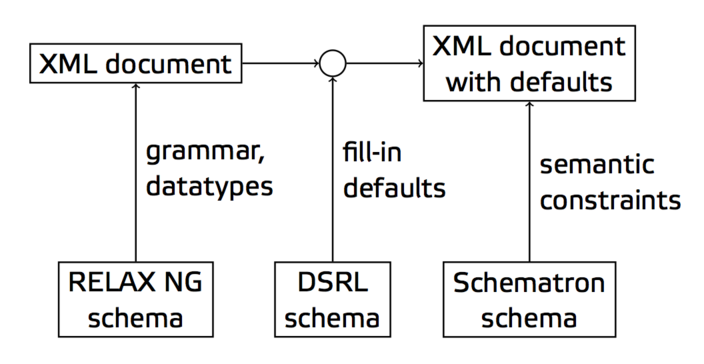 XML document
XML document
with defaults
grammar,
datatypes
fill-in
defaults
semantic
constraints
RELAX NG
schema
DSRL
schema
Schematron
schema